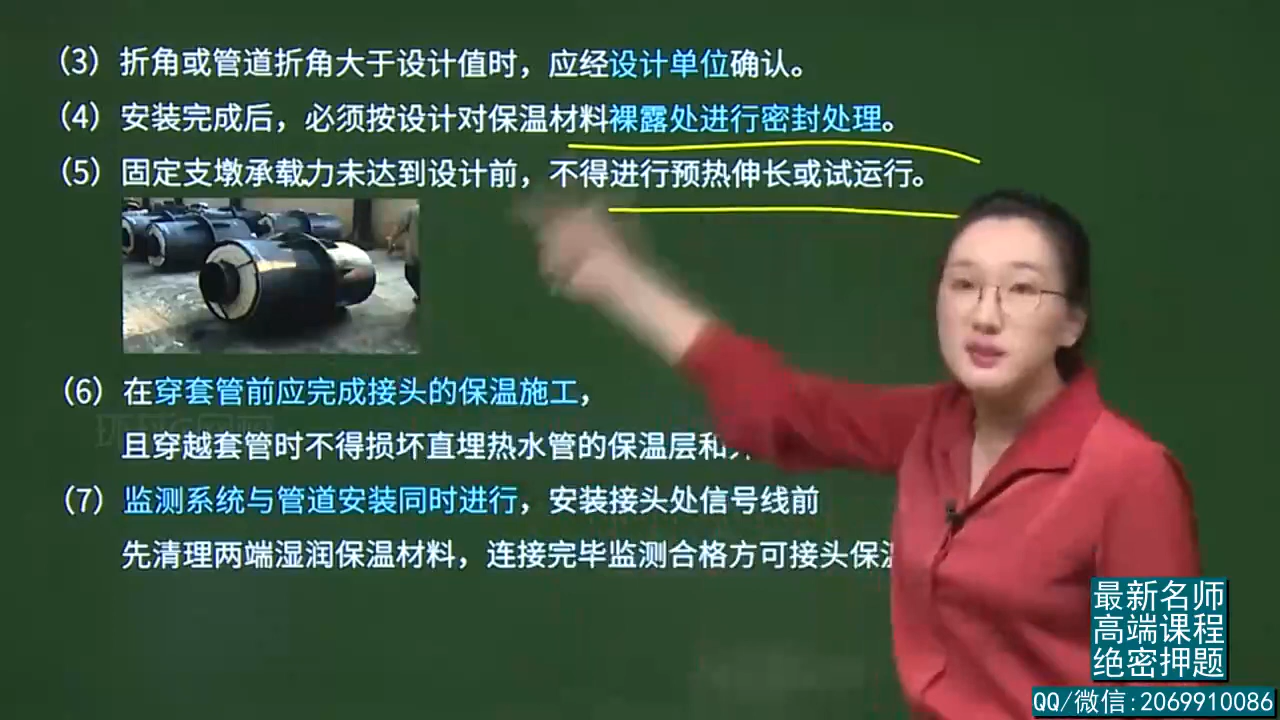 （3）折角或管道折角大于设计值时，应经设计单位确认。
（4）安装完成后，必须按设计对保温材料裸露处进行密封处理。
（5）固定支墩承载力未达到设计前，不得进行预热伸长或试运行。
（6）在穿套管前应完成接头的保温施工，
且穿越套管时不得损坏直埋热水管的保温层和
（7）监测系统与管道安装同时进行，安装接头处信号线前
先清理两端湿润保温材料，连接完毕监测合格方可接头保
最新名师
高端课程
绝密押题
QQ/微信:2069910086